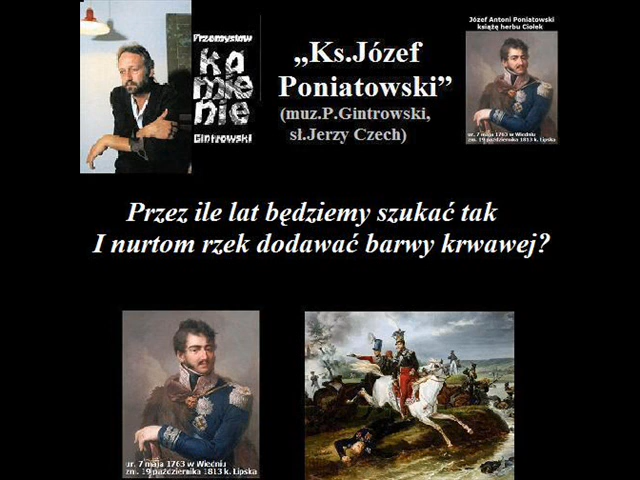 Przemysław
kamienie
Gintrowski
„Ks.Józef
Poniatowski”
(muz.P.Gintrowski,
sł.Jerzy Czech)
Józef Antoni Poniatowski
książę herbu Ciołek
ur. 7 maja 1763 w Wiedniu
zm. 19 października 1813 k. Lipska
Przez ile lat będziemy szukać tak
I nurtom rzek dodawać barwy krwawej?
ur. 7 maja 1763 w Wiedniu
zm. 19 października 1813 k. Lipska